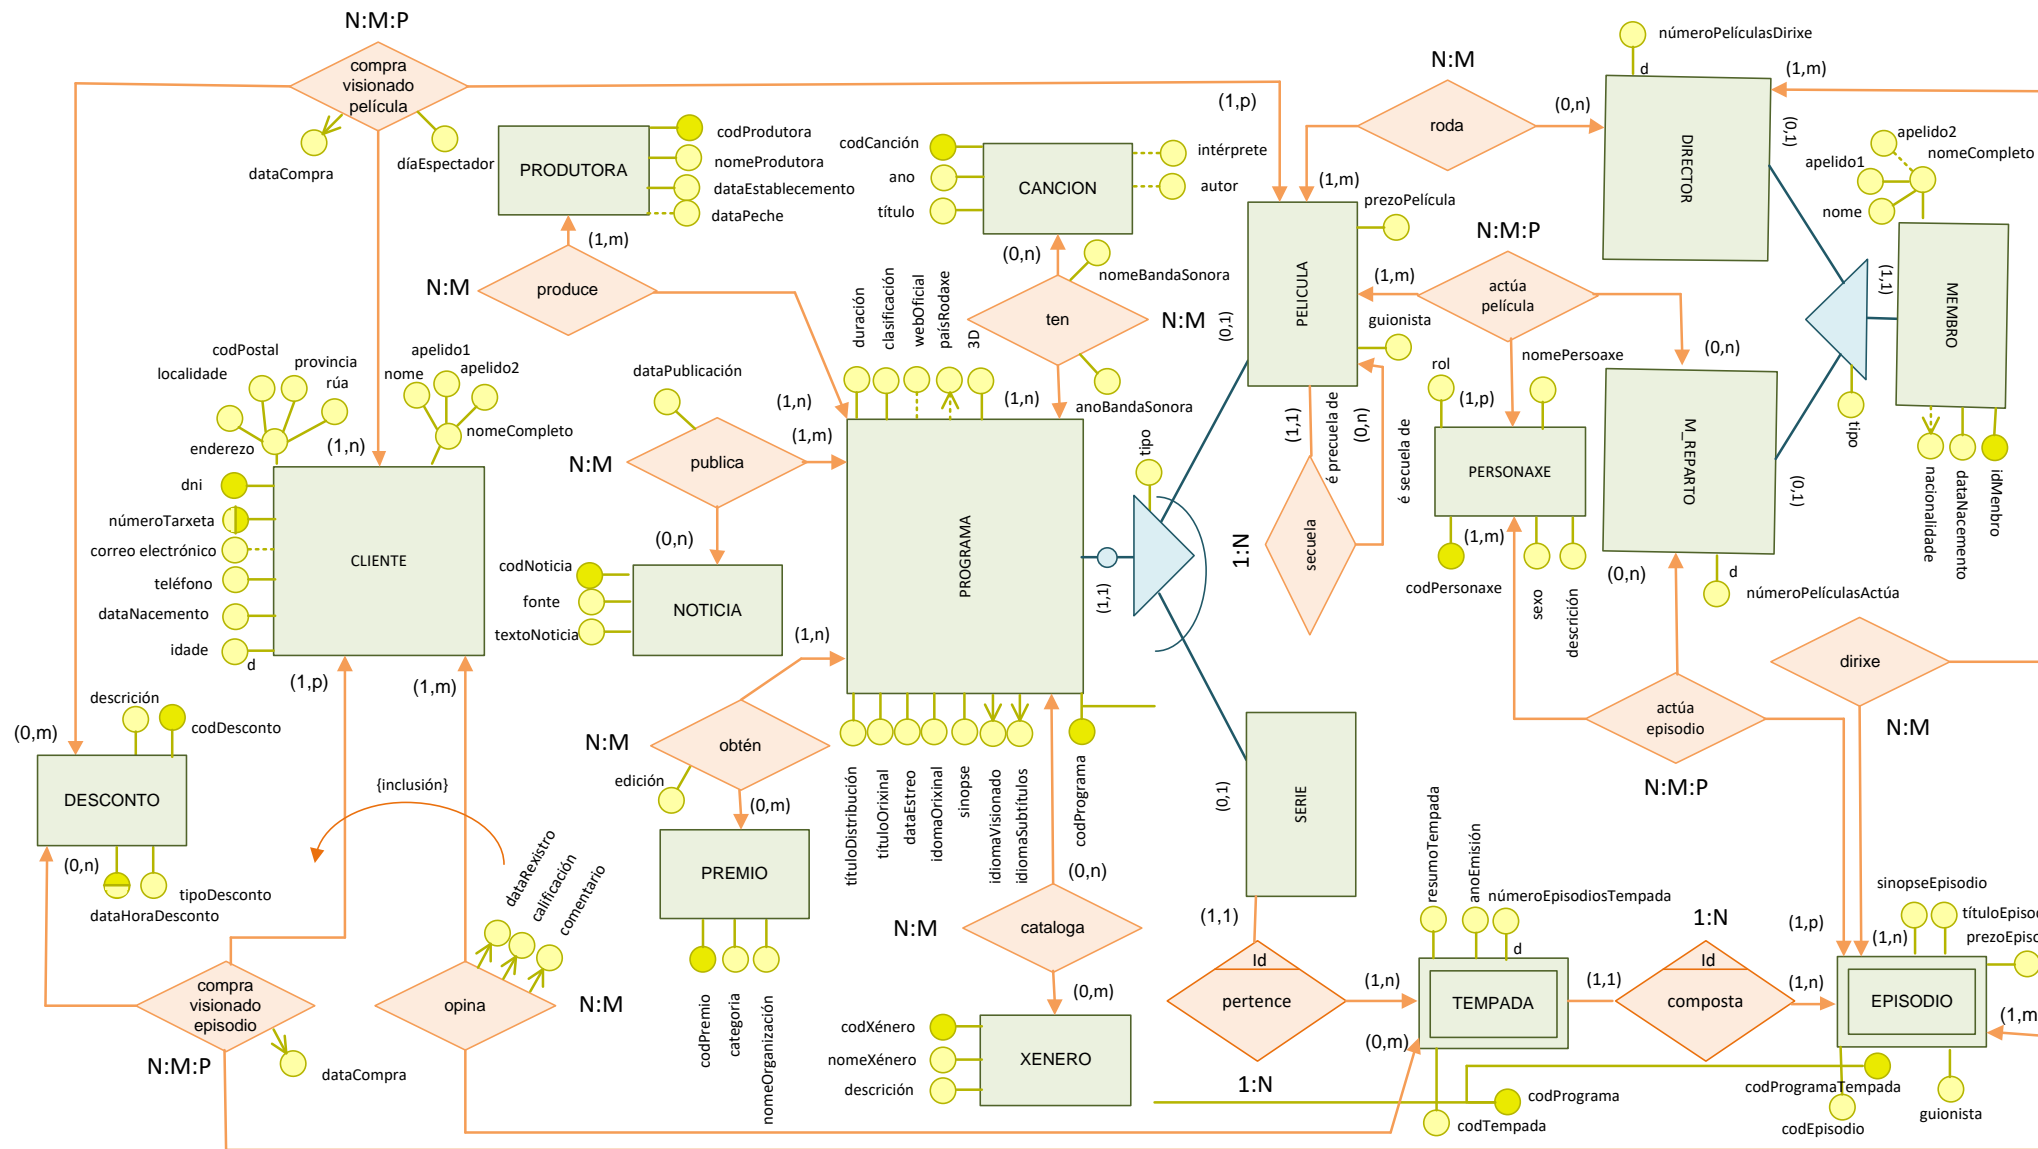 N:M:P
compra
visionado
película
dataCompra
díaEspectador
(1,p)
N:M
roda
(0,n)
(1,m)
númeroPelículasDirixe
d
(1,m)
DIRECTOR
(0,1)
apelido2
apelido1
nomeCompleto
nome
MEMBRO
(1,1)
tipo
nacionalidade
dataNacemento
idMenbro
PRODUTORA
codProdutora
nomeProdutora
dataEstablecemento
dataPeche
(1,m)
N:M
produce
(1,n)
codCanción
ano
título
CANCION
intérprete
autor
(0,n)
nomeBandaSonora
ten
N:M
anoBandaSonora
(1,n)
PELICULA
prezoPelícula
guionista
(0,1)
(1,m)
N:M:P
actúa
película
(0,n)
(1,p)
(1,1)
(0,n)
é precuela de
é secuela de
secuela
1:N
rol
nomePersoaxe
PERSONAXE
(1,m)
codPersonaxe
sexo
descrición
M_REPARTO
(0,1)
(0,n)
d
númeroPelículasActúa
codPostal
localidade
provincia
rúa
enderezo
apelido1
nome
apelido2
nomeCompleto
(1,n)
dni
númeroTarxeta
correo electrónico
teléfono
dataNacemento
idade
d
CLIENTE
(1,p)
(1,m)
dataPublicación
N:M
publica
(1,m)
(0,n)
codNoticia
fonte
textoNoticia
NOTICIA
duración
clasificación
webOficial
paísRodaxe
3D
PROGRAMA
(1,1)
tipo
títuloDistribución
títuloOrixinal
dataEstreo
idomaOrixinal
sinopse
idiomaVisionado
idiomaSubtítulos
codPrograma
(1,n)
N:M
obtén
edición
(0,m)
PREMIO
codPremio
categoria
nomeOrganización
(0,n)
N:M
cataloga
(0,m)
codXénero
nomeXénero
descrición
XENERO
SERIE
(0,1)
(1,1)
Id
pertence
1:N
(1,n)
resumoTempada
anoEmisión
númeroEpisodiosTempada
d
TEMPADA
(0,m)
(1,1)
codTempada
codPrograma
1:N
Id
composta
(1,n)
actúa
episodio
N:M:P
dirixe
N:M
(1,p)
(1,n)
sinopseEpisodio
títuloEpisod
prezoEpiso
EPISODIO
(1,m
codProgramaTempada
codEpisodio
guionista
(0,m)
descrición
codDesconto
DESCONTO
(0,n)
tipoDesconto
dataHoraDesconto
{inclusión}
compra
visionado
episodio
N:M:P
dataCompra
opina
N:M
dataRexistro
calificación
comentario